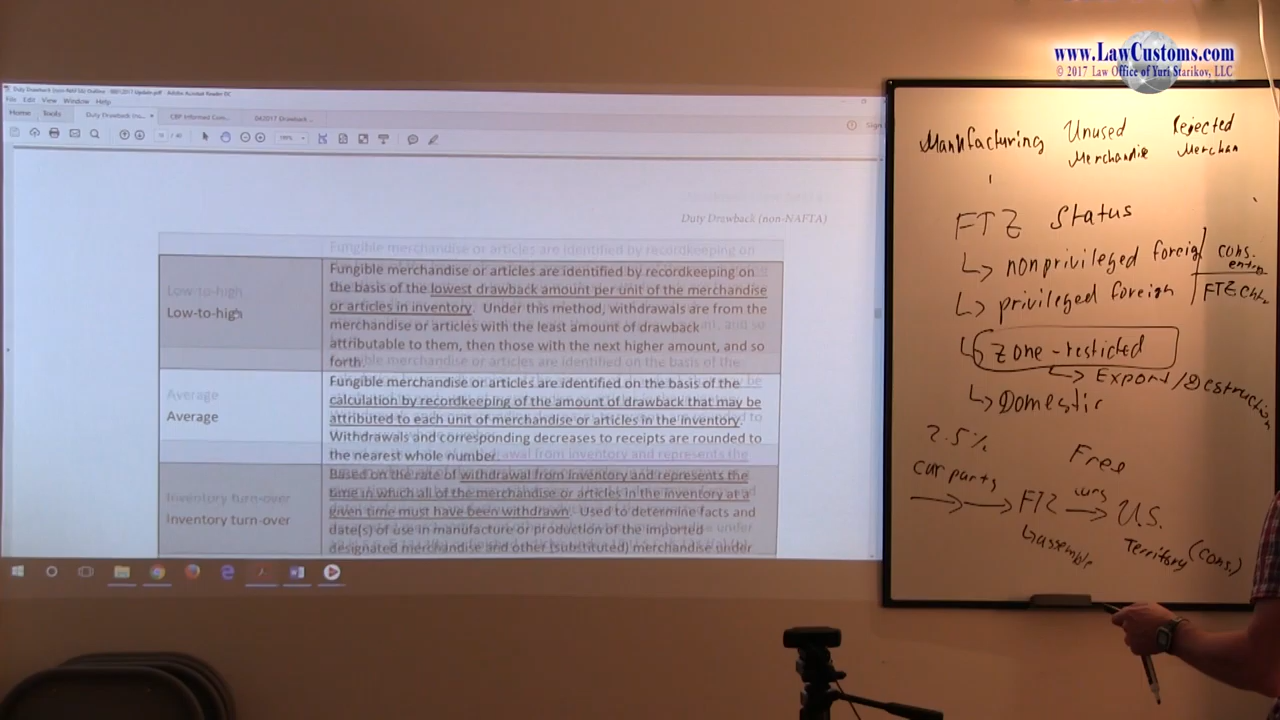 www.LawCustoms.com
© 2017 Law Office of Yuri Starikov, LLC
File Edit View Window Help
Home Tools
Duty Drawback (non-NAFTA)
Low-to-high
Fungible merchandise or articles are identified by recordkeeping on
the basis of the lowest drawback amount per unit of the merchandise
or articles in inventory. Under this method, withdrawals are from the
merchandise or articles with the least amount of drawback
attributable to them, then those with the next higher amount, and so
forth.
Average
Fungible merchandise or articles are identified on the basis of the
calculation by recordkeeping of the amount of drawback that may be
attributed to each unit of merchandise or articles in the inventory.
Withdrawals and corresponding decreases to receipts are rounded to
the nearest whole number.
Inventory turn-over
Based on the rate of withdrawal from inventory and represents the
time in which all of the merchandise or articles in the inventory at a
given time must have been withdrawn. Used to determine facts and
date(s) of use in manufacture or production of the imported
designated merchandise and other (substituted) merchandise under
Manufacturing
Unused
Merchandise
Rejected
Merchan
FTZ Status
nonprivileged foreign
privileged foreign
cons.
entry
FTZ
zone-resticted
Export/Destruction
Domestic
2.5%
car parts
FTZ
assemble
Free
cars
U.S.
Territory (cons.)